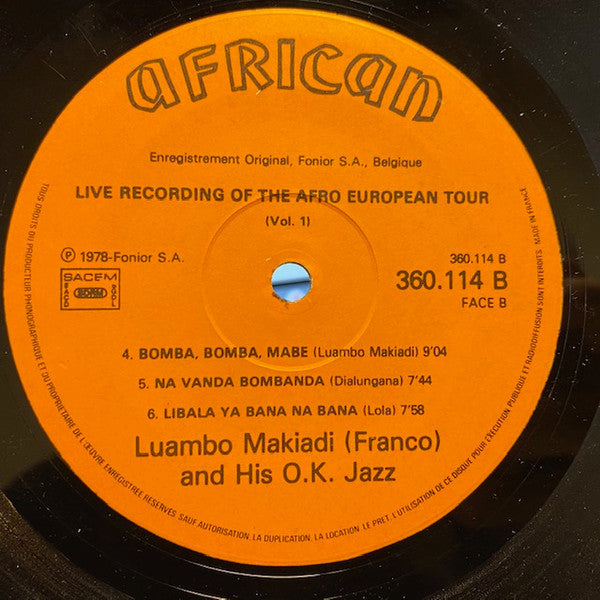 African
Enregistrement Original, Fonior S.A., Belgique
LIVE RECORDING OF THE AFRO EUROPEAN TOUR
(Vol. 1)
℗ 1978-Fonior S.A.
SACEM
360.114 B
360.114 B
FACE B
4. BOMBA, BOMBA, MABE (Luambo Makiadi) 9'04
5. NA VANDA BOMBANDA (Dialungana) 7'44
6. LIBALA YA BANA NA BANA (Lola) 7'58
Luambo Makiadi (Franco)
and His O.K. Jazz
TOUS DROITS DU PRODUCTEUR PHONOGRAPHIQUE ET DU PROPRIETAIRE DE L'ŒUVRE ENREGISTREE RESERVES. SAUF AUTORISATION, LA DUPLICATION, LA LOCATION, LE PRET, L'UTILISATION DE CE DISQUE POUR EXECUTION PUBLIQUE ET RADIODIFFUSION SONT INTERDITS. MADE IN FRANCE